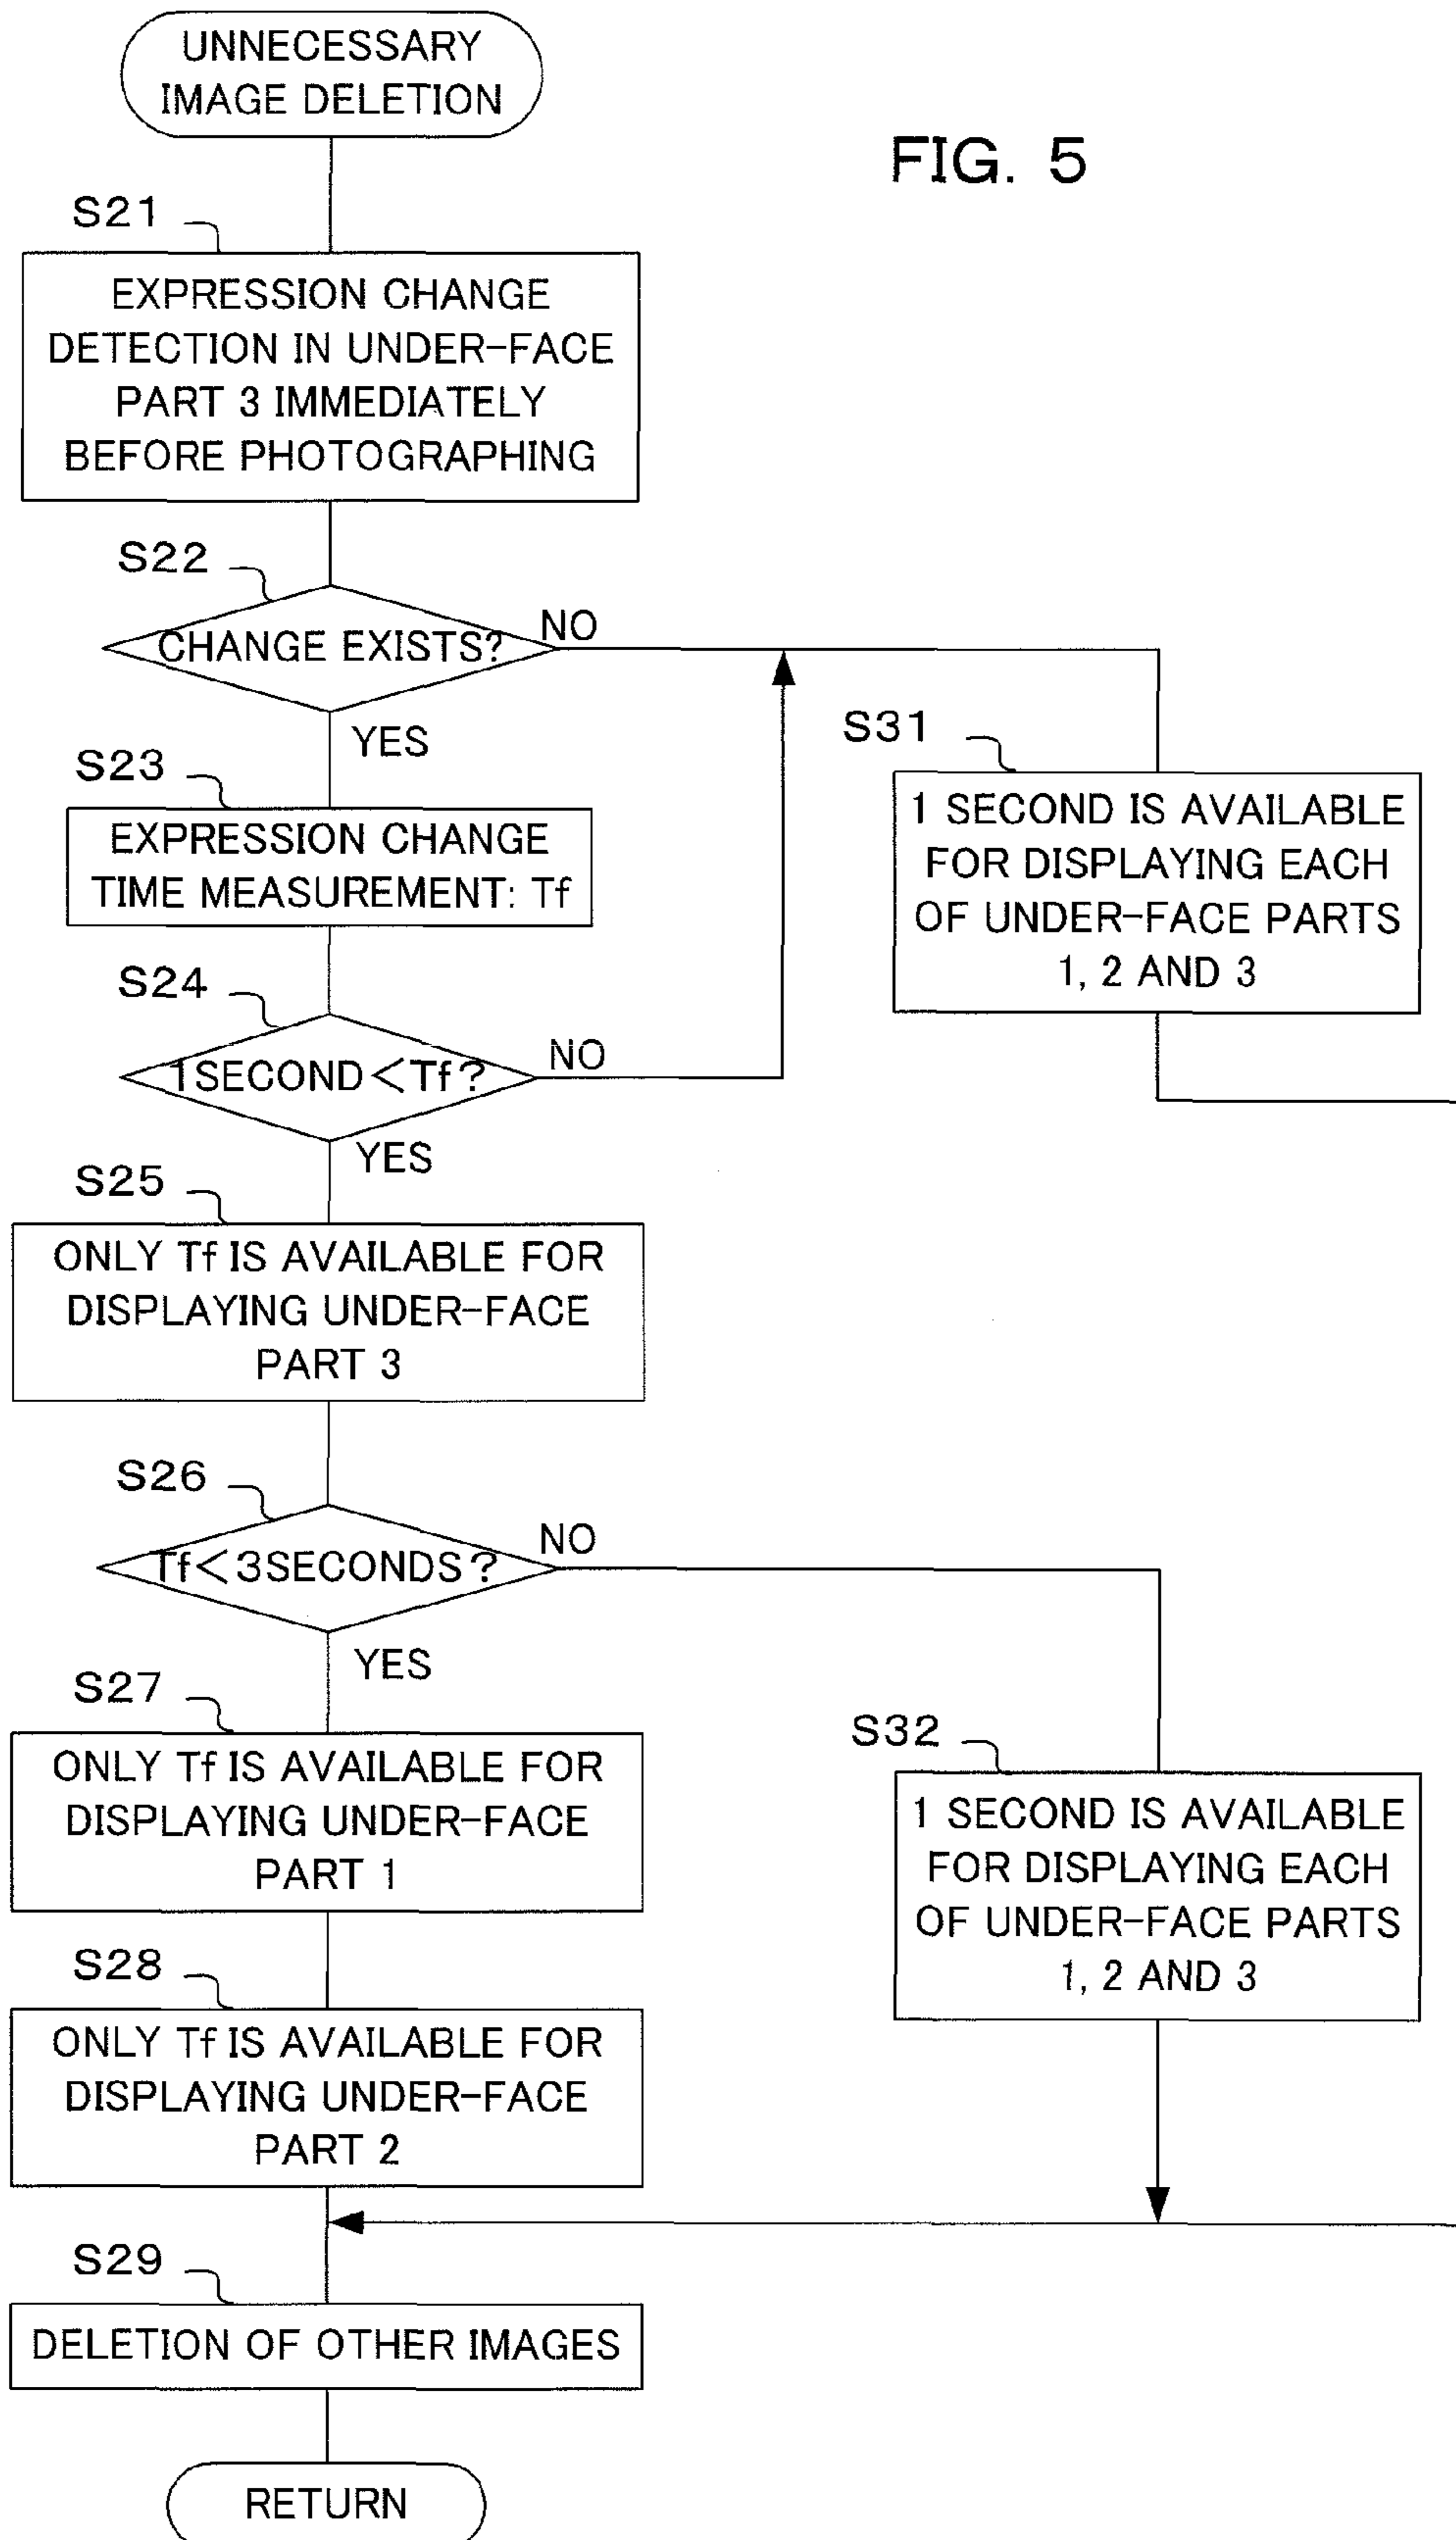 UNNECESSARY
IMAGE DELETION
FIG. 5
S21
EXPRESSION CHANGE
DETECTION IN UNDER-FACE
PART 3 IMMEDIATELY
BEFORE PHOTOGRAPHING
S22
CHANGE EXISTS?
NO
YES
S23
EXPRESSION CHANGE
TIME MEASUREMENT: Tf
S31
1 SECOND IS AVAILABLE
FOR DISPLAYING EACH
OF UNDER-FACE PARTS
1, 2 AND 3
S24
1SECOND<Tf?
NO
YES
S25
ONLY Tf IS AVAILABLE FOR
DISPLAYING UNDER-FACE
PART 3
S26
Tf<3SECONDS?
NO
YES
S27
ONLY Tf IS AVAILABLE FOR
DISPLAYING UNDER-FACE
PART 1
S32
1 SECOND IS AVAILABLE
FOR DISPLAYING EACH
OF UNDER-FACE PARTS
1, 2 AND 3
S28
ONLY Tf IS AVAILABLE FOR
DISPLAYING UNDER-FACE
PART 2
S29
DELETION OF OTHER IMAGES
RETURN